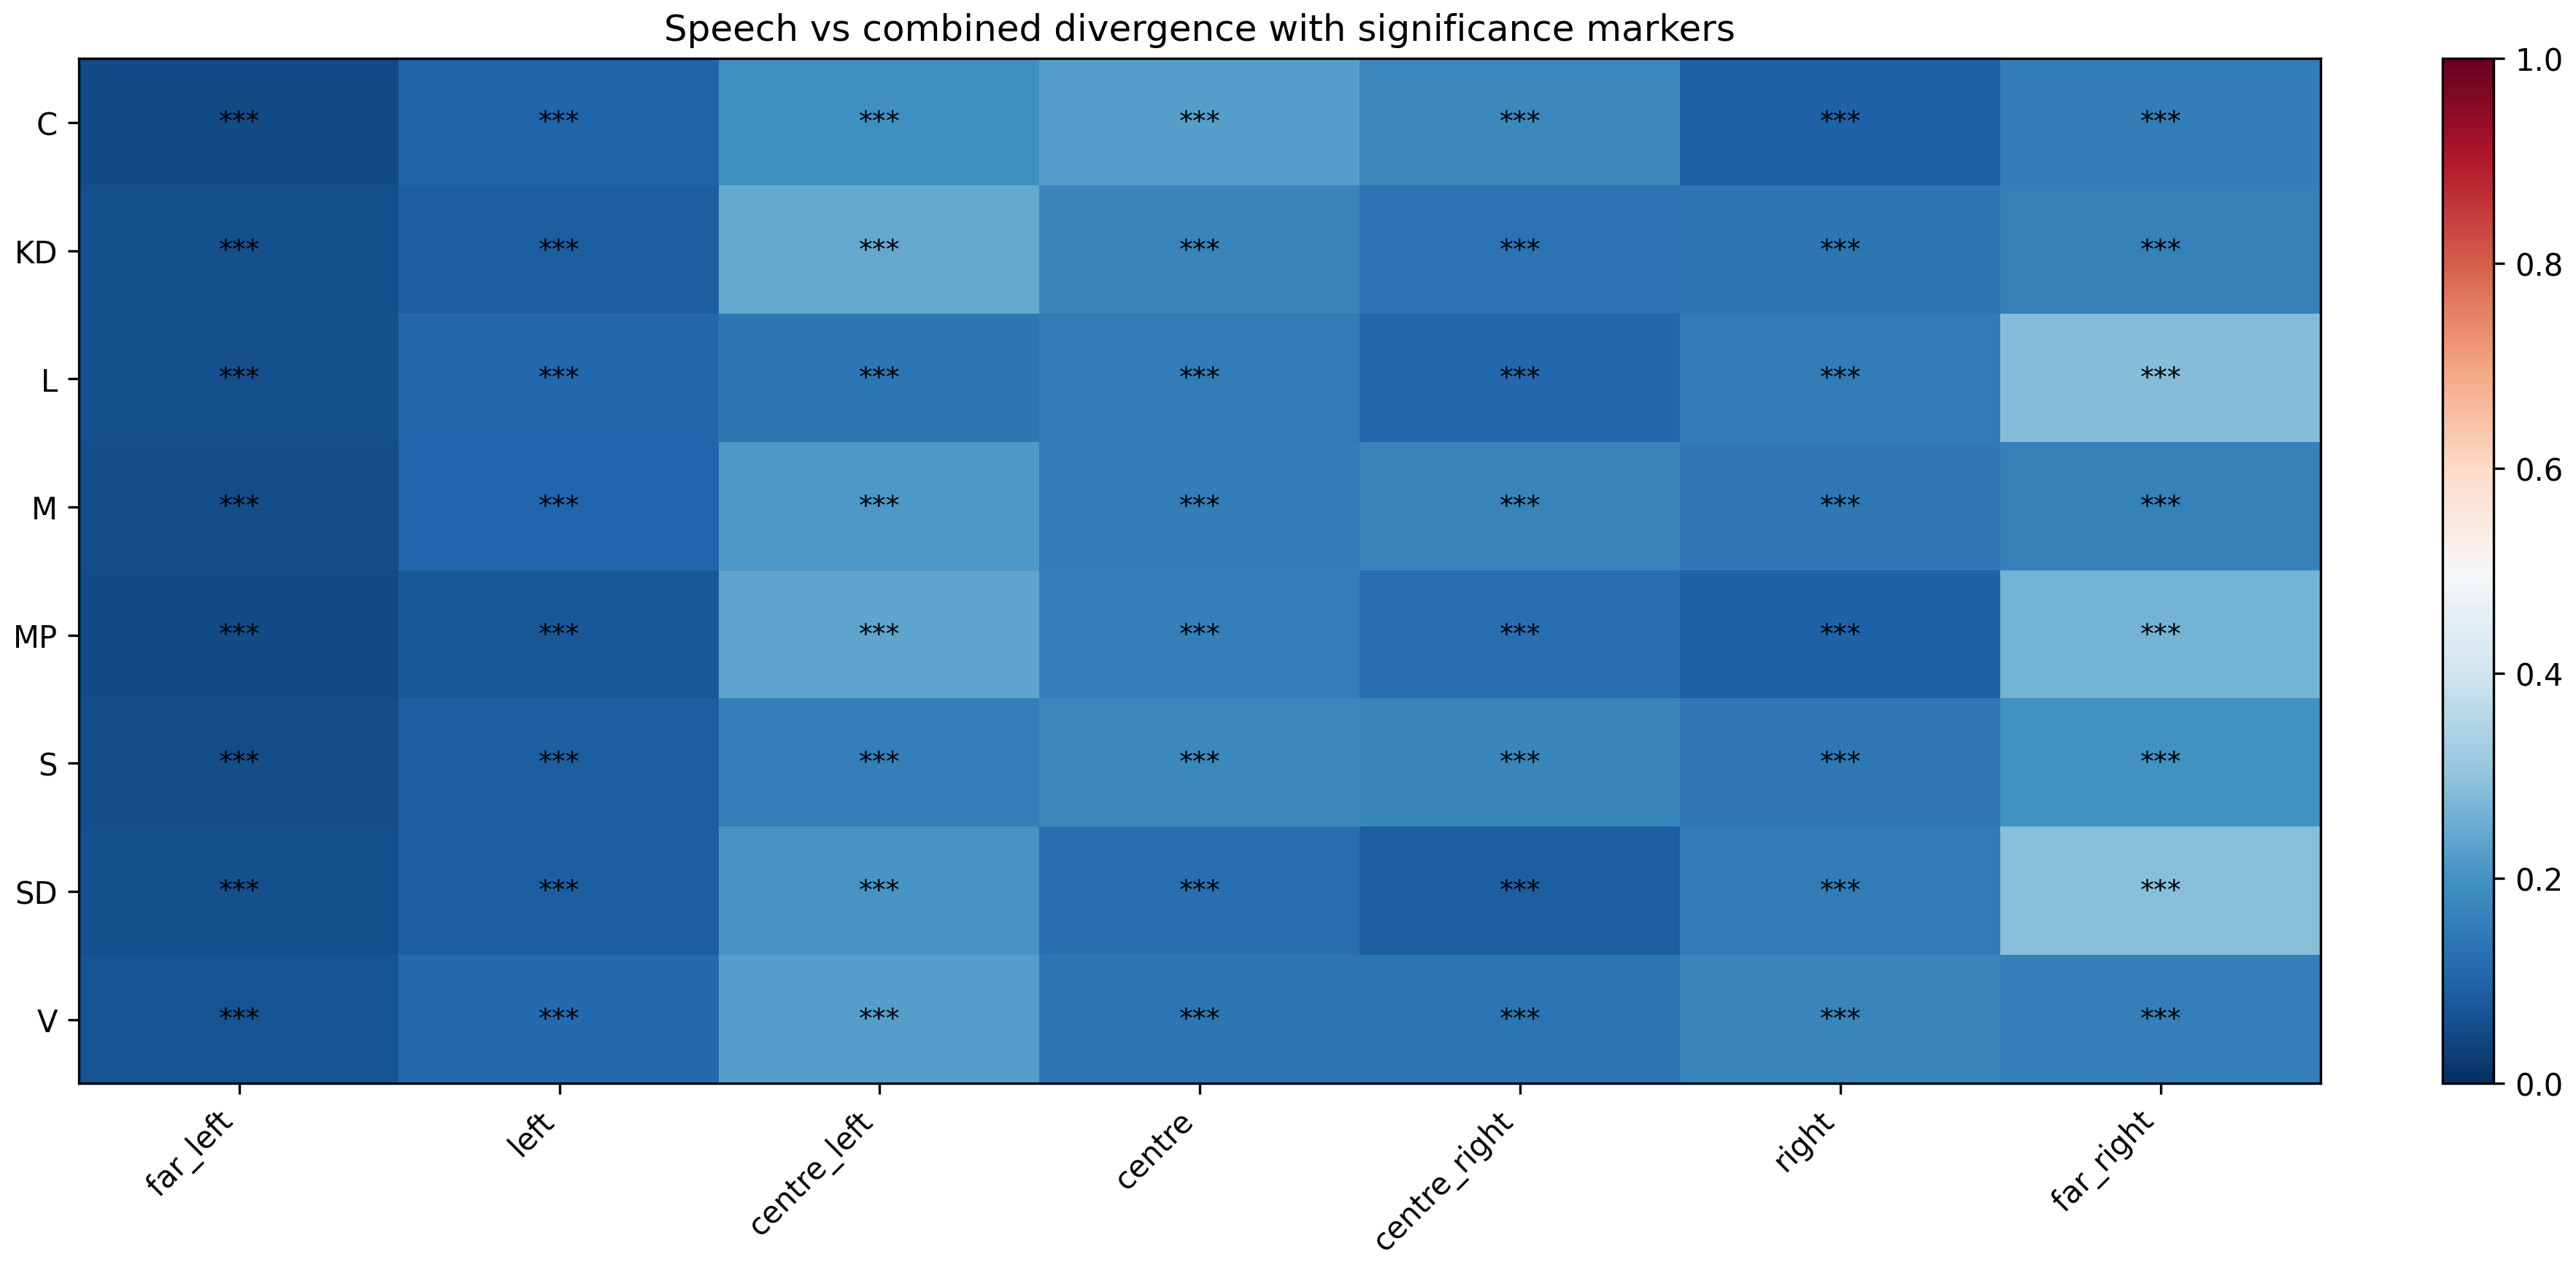 Speech vs combined divergence with significance markers
C *** *** *** *** *** *** ***
KD *** *** *** *** *** *** ***
L *** *** *** *** *** *** ***
M *** *** *** *** *** *** ***
MP *** *** *** *** *** *** ***
S *** *** *** *** *** *** ***
SD *** *** *** *** *** *** ***
V *** *** *** *** *** *** ***
far_left left centre_left centre centre_right right far_right
1.0
0.8
0.6
0.4
0.2
0.0